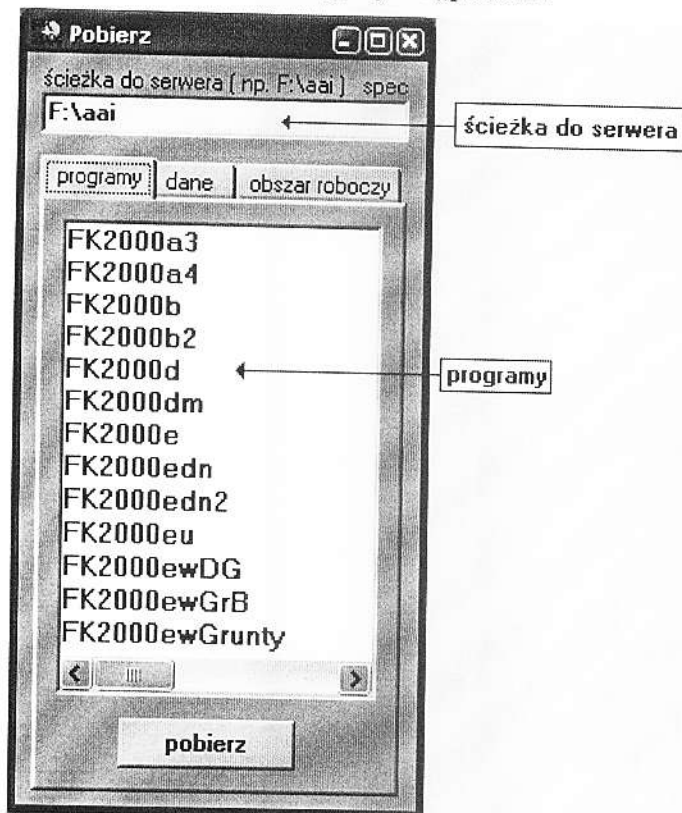 Pobierz
ścieżka do serwera ( np. F:\aai ) spec
F:\aai
ścieżka do serwera
programy dane obszar roboczy
FK2000a3
FK2000a4
FK2000b
FK2000b2
FK2000d
programy
FK2000dm
FK2000e
FK2000edn
FK2000edn2
FK2000eu
FK2000ewDG
FK2000ewGrB
FK2000ewGrunty
pobierz